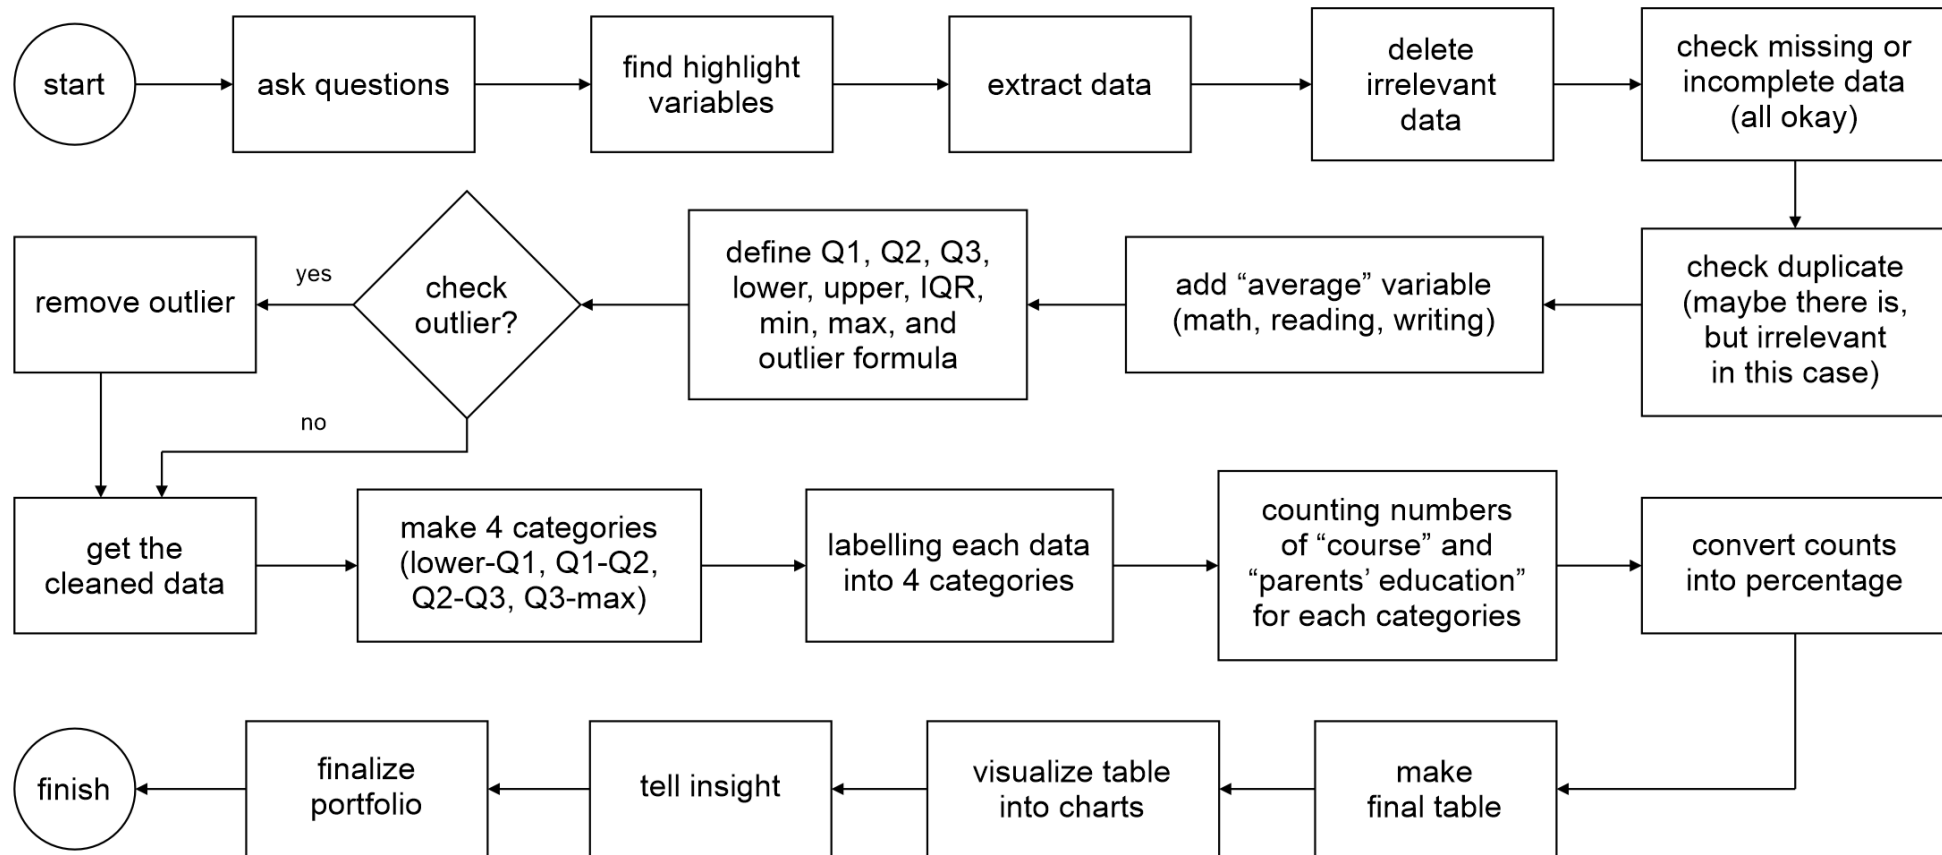 start
ask questions
find highlight
variables
extract data
delete
irrelevant
data
check missing or
incomplete data
(all okay)
check duplicate
(maybe there is,
but irrelevant
in this case)
add “average” variable
(math, reading, writing)
define Q1, Q2, Q3,
lower, upper, IQR,
min, max, and
outlier formula
check
outlier?
yes
remove outlier
no
get the
cleaned data
make 4 categories
(lower-Q1, Q1-Q2,
Q2-Q3, Q3-max)
labelling each data
into 4 categories
counting numbers
of “course” and
“parents’ education”
for each categories
convert counts
into percentage
make
final table
visualize table
into charts
tell insight
finalize
portfolio
finish